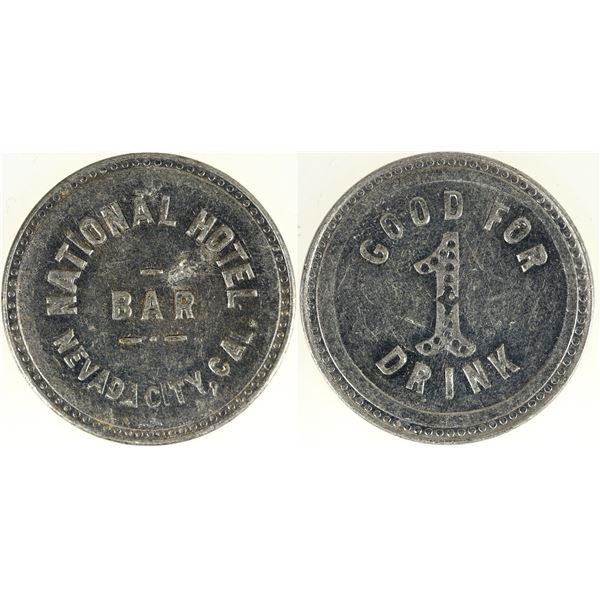 NATIONAL HOTEL
BAR
NEVADA CITY, CAL.
GOOD FOR
1
DRINK